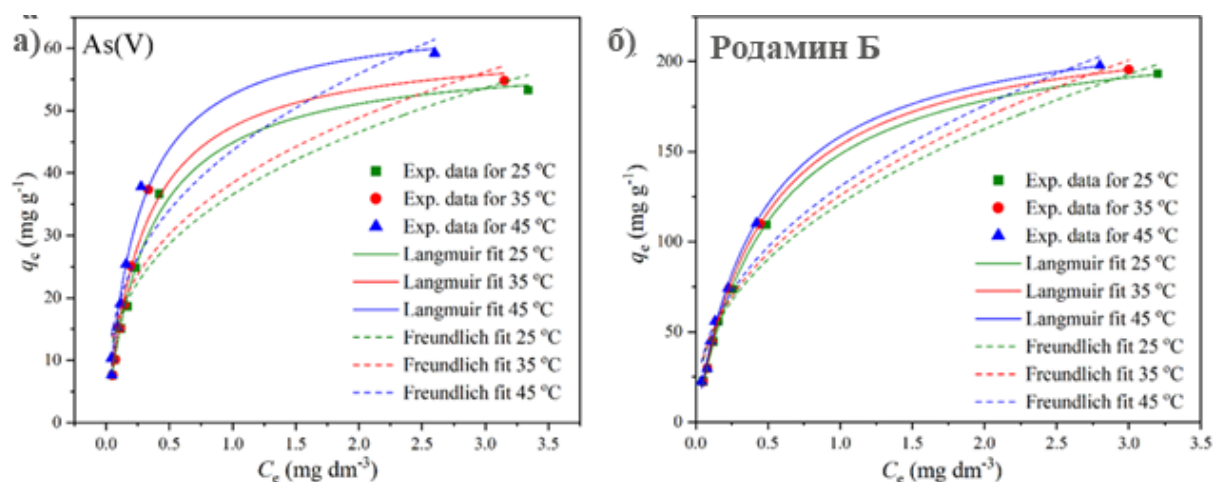 а)
As(V)
60
50
40
30
20
10
0
qe (mg g-1)
Exp. data for 25 °C
Exp. data for 35 °C
Exp. data for 45 °C
Langmuir fit 25 °C
Langmuir fit 35 °C
Langmuir fit 45 °C
Freundlich fit 25 °C
Freundlich fit 35 °C
Freundlich fit 45 °C
0.0 0.5 1.0 1.5 2.0 2.5 3.0 3.5
Ce (mg dm-3)
б)
Родамин Б
200
150
100
50
0
qe (mg g-1)
Exp. data for 25 °C
Exp. data for 35 °C
Exp. data for 45 °C
Langmuir fit 25 °C
Langmuir fit 35 °C
Langmuir fit 45 °C
Freundlich fit 25 °C
Freundlich fit 35 °C
Freundlich fit 45 °C
0.0 0.5 1.0 1.5 2.0 2.5 3.0 3.5
Ce (mg dm-3)